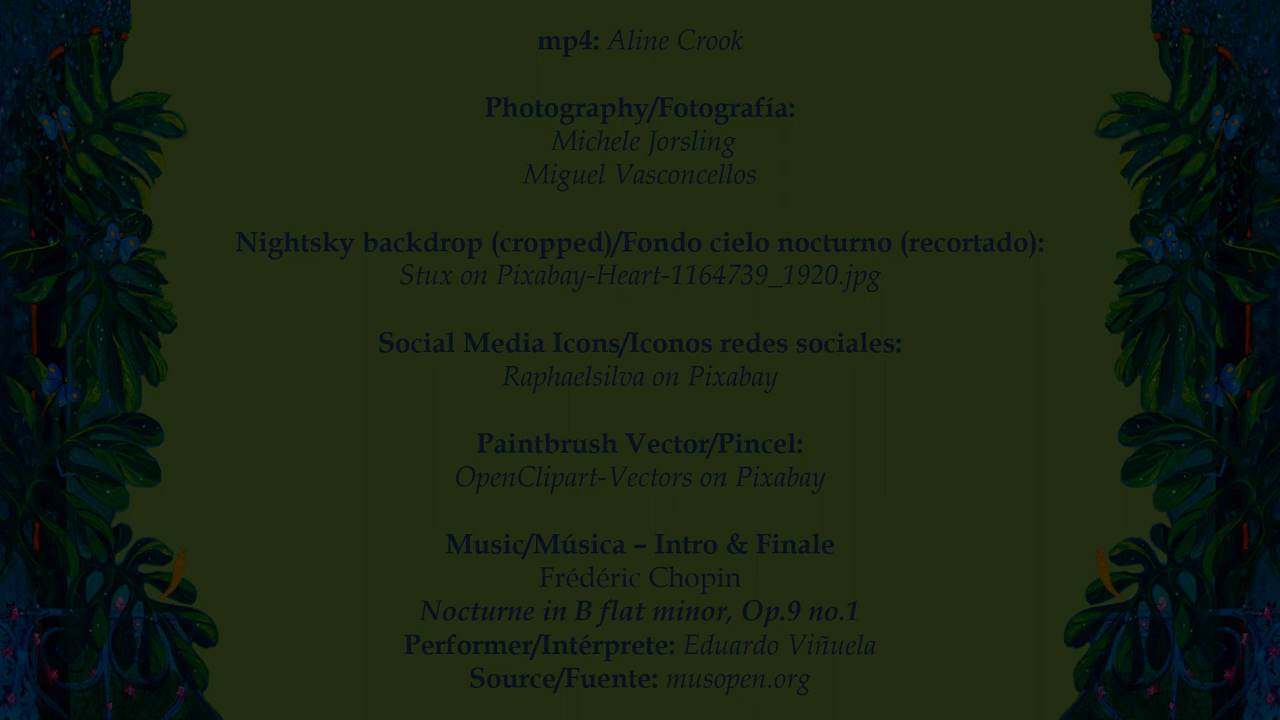 mp4: Aline Crook
Photography/Fotografía:
Michele Jorsling
Miguel Vasconcellos
Nightsky backdrop (cropped)/Fondo cielo nocturno (recortado):
Stux on Pixabay-Heart-1164739_1920.jpg
Social Media Icons/Iconos redes sociales:
Raphaelsilva on Pixabay
Paintbrush Vector/Pincel:
OpenClipart-Vectors on Pixabay
Music/Música – Intro & Finale
Frédéric Chopin
Nocturne in B flat minor, Op.9 no.1
Performer/Intérprete: Eduardo Viñuela
Source/Fuente: musopen.org